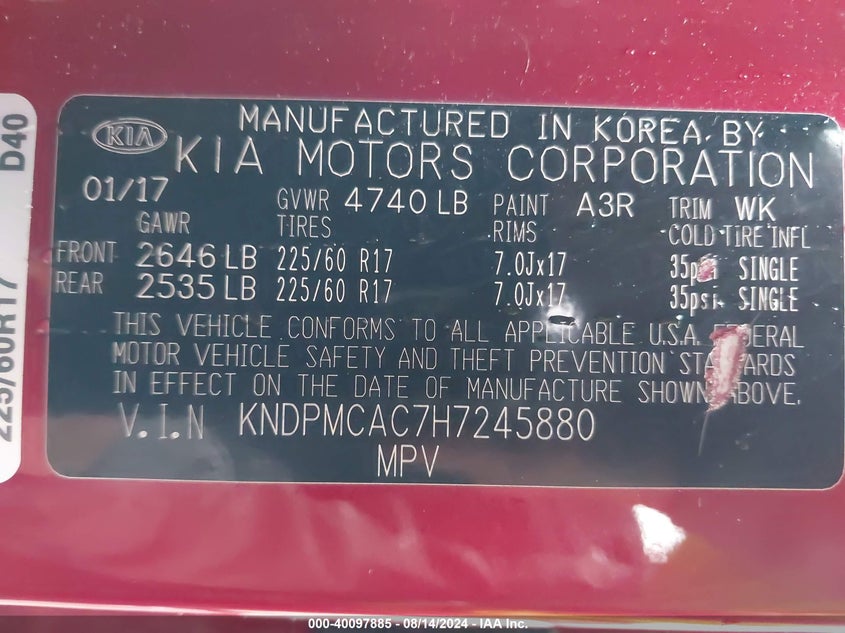 D40
225/60R17
KIA
MANUFACTURED IN KOREA BY
KIA MOTORS CORPORATION
01/17 GVWR 4740 LB PAINT A3R TRIM WK
GAWR TIRES RIMS COLD TIRE INFL
FRONT 2646 LB 225/60 R17 7.0Jx17 35psi SINGLE
REAR 2535 LB 225/60 R17 7.0Jx17 35psi SINGLE
THIS VEHICLE CONFORMS TO ALL APPLICABLE U.S.A. FEDERAL
MOTOR VEHICLE SAFETY AND THEFT PREVENTION STANDARDS
IN EFFECT ON THE DATE OF MANUFACTURE SHOWN ABOVE.
V.I.N KNDPMCAC7H7245880
MPV
000-40097885 - 08/14/2024 - IAA Inc.